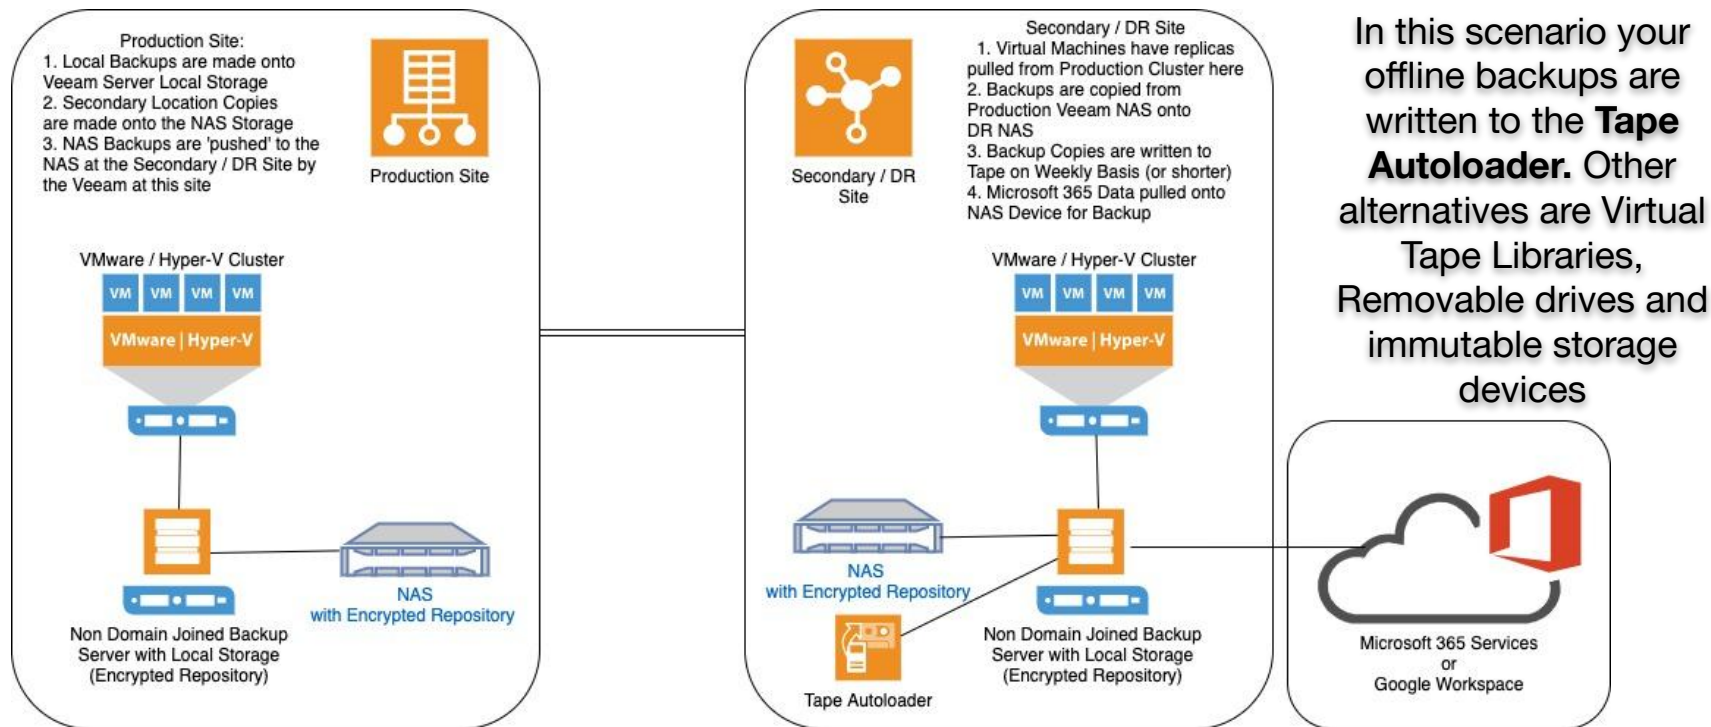 Production Site:
1. Local Backups are made onto
Veeam Server Local Storage
2. Secondary Location Copies
are made onto the NAS Storage
3. NAS Backups are 'pushed' to the
NAS at the Secondary / DR Site by
the Veeam at this site
Production Site
VMware / Hyper-V Cluster
VM VM VM VM
VMware | Hyper-V
NAS
with Encrypted Repository
Non Domain Joined Backup
Server with Local Storage
(Encrypted Repository)
Secondary / DR Site
1. Virtual Machines have replicas
pulled from Production Cluster here
2. Backups are copied from
Production Veeam NAS onto
DR NAS
3. Backup Copies are written to
Tape on Weekly Basis (or shorter)
4. Microsoft 365 Data pulled onto
NAS Device for Backup
Secondary / DR
Site
VMware / Hyper-V Cluster
VM VM VM VM
VMware | Hyper-V
NAS
with Encrypted Repository
Tape Autoloader
Non Domain Joined Backup
Server with Local Storage
(Encrypted Repository)
In this scenario your
offline backups are
written to the Tape
Autoloader. Other
alternatives are Virtual
Tape Libraries,
Removable drives and
immutable storage
devices
Microsoft 365 Services
or
Google Workspace